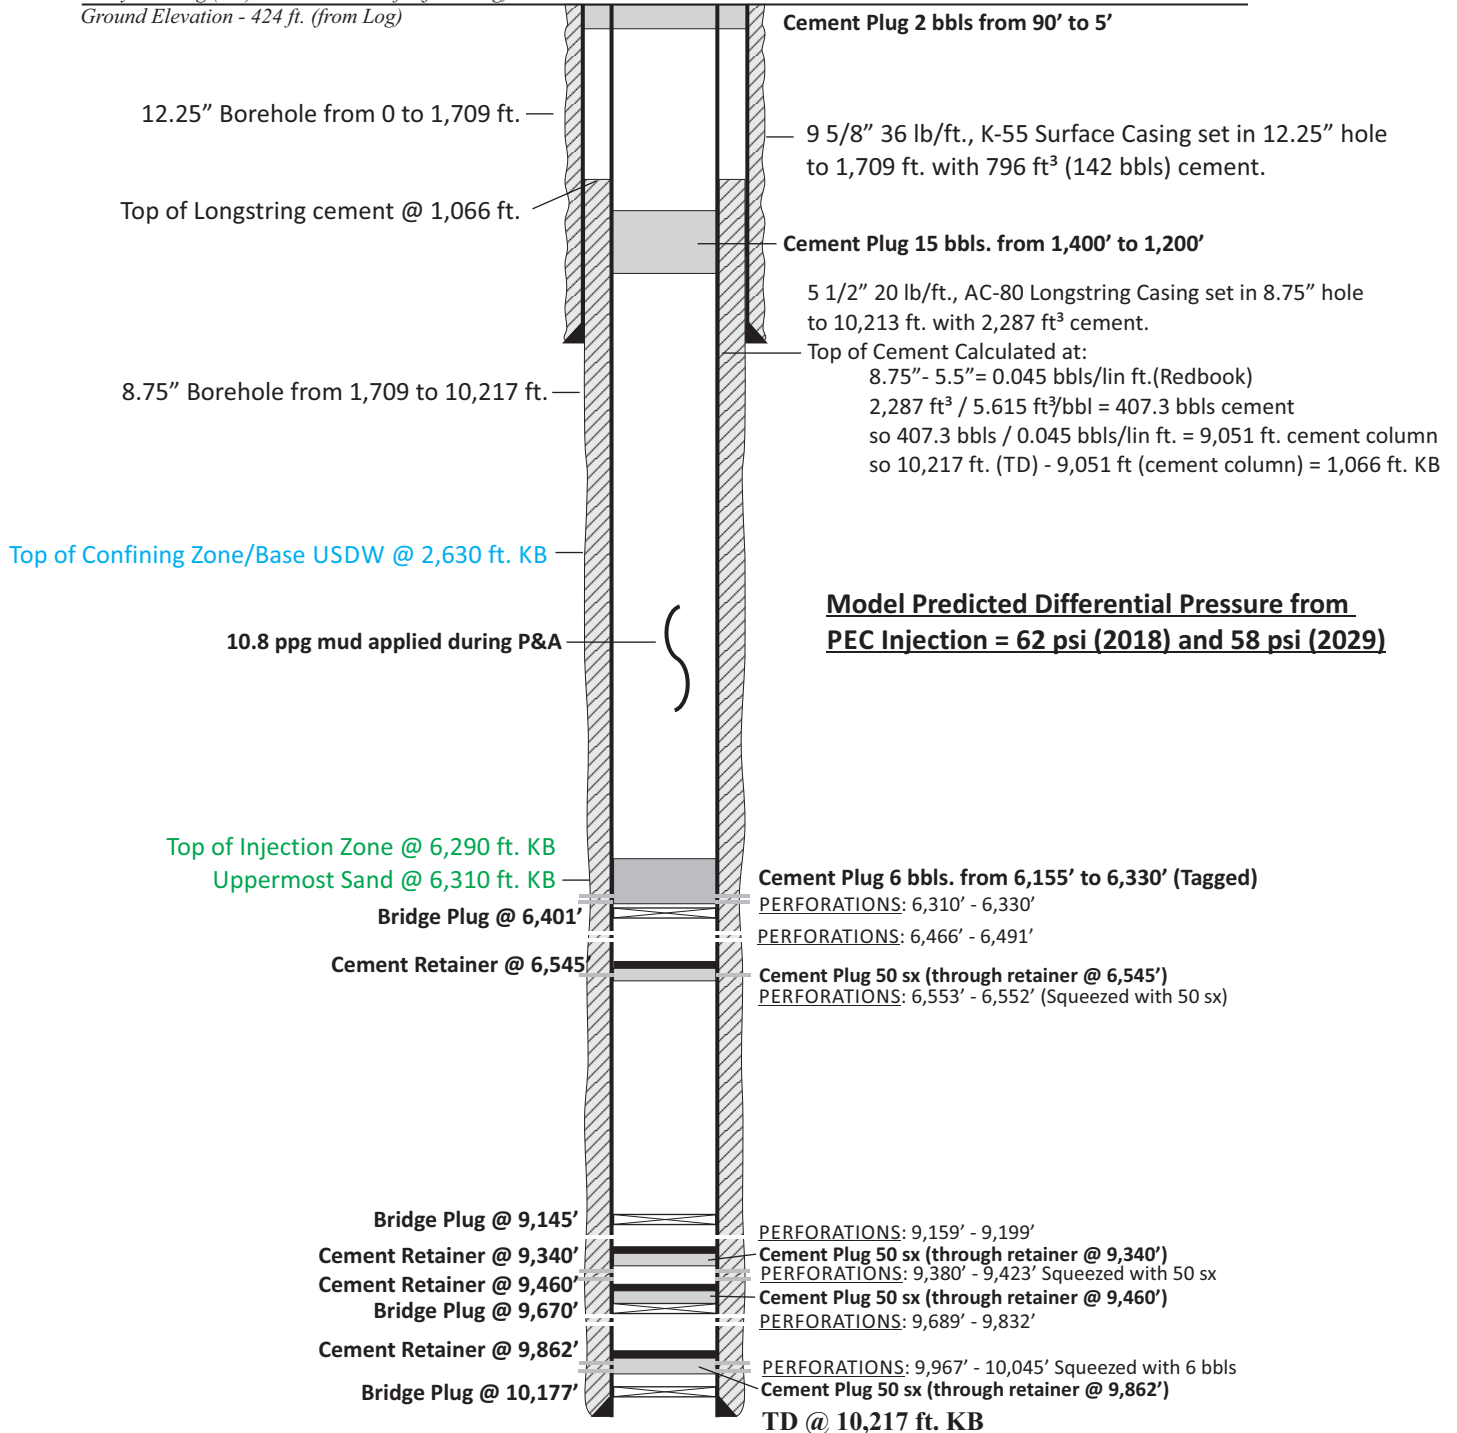 Ground Elevation - 424 ft. (from Log)
Cement Plug 2 bbls from 90’ to 5’
12.25” Borehole from 0 to 1,709 ft.
9 5/8” 36 lb/ft., K-55 Surface Casing set in 12.25” hole
to 1,709 ft. with 796 ft³ (142 bbls) cement.
Top of Longstring cement @ 1,066 ft.
Cement Plug 15 bbls. from 1,400’ to 1,200’
5 1/2” 20 lb/ft., AC-80 Longstring Casing set in 8.75” hole
to 10,213 ft. with 2,287 ft³ cement.
Top of Cement Calculated at:
8.75”- 5.5”= 0.045 bbls/lin ft.(Redbook)
2,287 ft³ / 5.615 ft³/bbl = 407.3 bbls cement
so 407.3 bbls / 0.045 bbls/lin ft. = 9,051 ft. cement column
so 10,217 ft. (TD) - 9,051 ft (cement column) = 1,066 ft. KB
8.75” Borehole from 1,709 to 10,217 ft.
Top of Confining Zone/Base USDW @ 2,630 ft. KB
Model Predicted Differential Pressure from
PEC Injection = 62 psi (2018) and 58 psi (2029)
10.8 ppg mud applied during P&A
Top of Injection Zone @ 6,290 ft. KB
Uppermost Sand @ 6,310 ft. KB
Cement Plug 6 bbls. from 6,155’ to 6,330’ (Tagged)
PERFORATIONS: 6,310’ - 6,330’
Bridge Plug @ 6,401’
PERFORATIONS: 6,466’ - 6,491’
Cement Retainer @ 6,545’
Cement Plug 50 sx (through retainer @ 6,545’)
PERFORATIONS: 6,553’ - 6,552’ (Squeezed with 50 sx)
Bridge Plug @ 9,145’
PERFORATIONS: 9,159’ - 9,199’
Cement Retainer @ 9,340’
Cement Plug 50 sx (through retainer @ 9,340’)
PERFORATIONS: 9,380’ - 9,423’ Squeezed with 50 sx
Cement Retainer @ 9,460’
Cement Plug 50 sx (through retainer @ 9,460’)
Bridge Plug @ 9,670’
PERFORATIONS: 9,689’ - 9,832’
Cement Retainer @ 9,862’
PERFORATIONS: 9,967’ - 10,045’ Squeezed with 6 bbls
Cement Plug 50 sx (through retainer @ 9,862’)
Bridge Plug @ 10,177’
TD @ 10,217 ft. KB